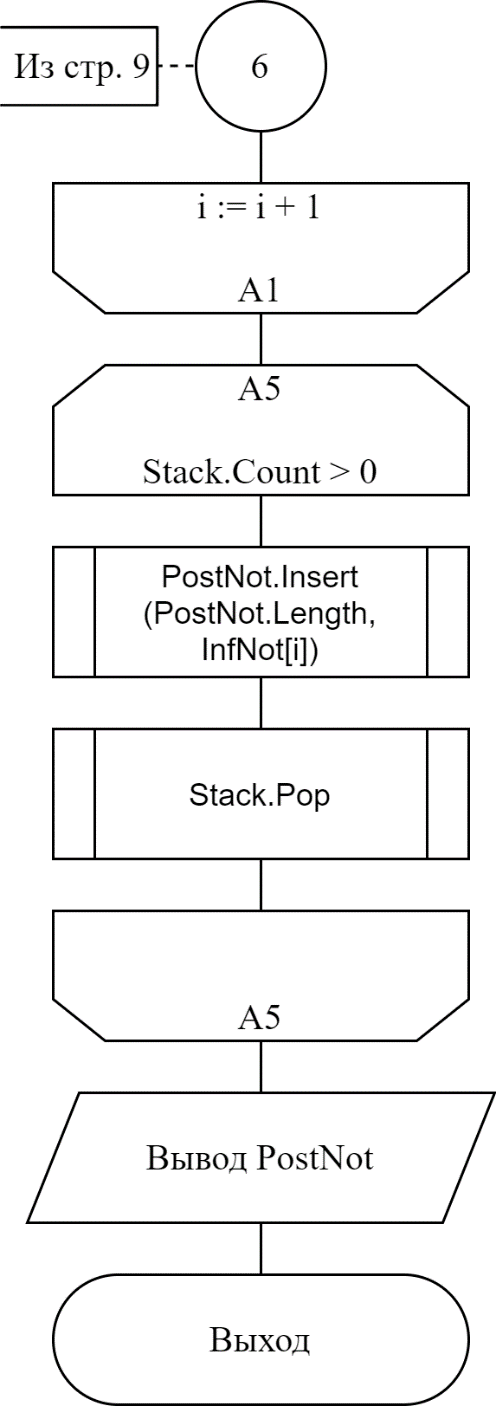 Из стр. 9
6
i := i + 1
A1
A5
Stack.Count > 0
PostNot.Insert
(PostNot.Length,
InfNot[i])
Stack.Pop
A5
Вывод PostNot
Выход